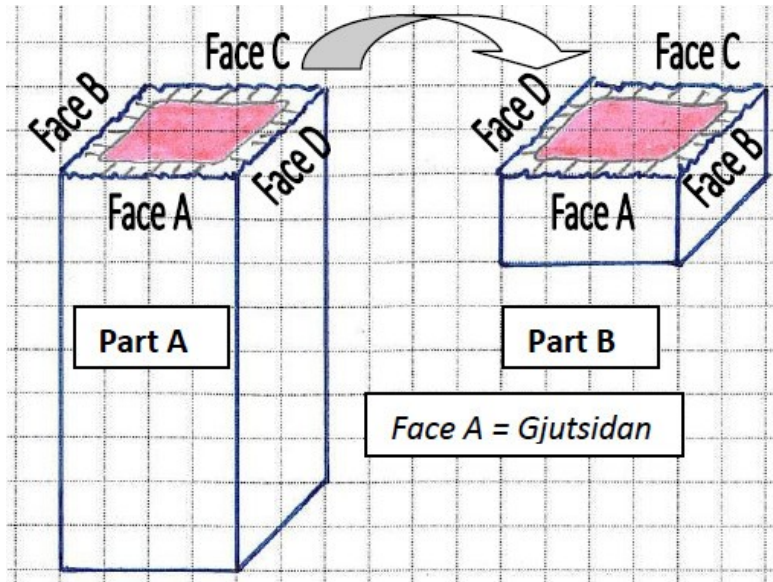 Face C
Face B
Face D
Face A
Part A
Face C
Face D
Face B
Face A
Part B
Face A = Gjutsidan